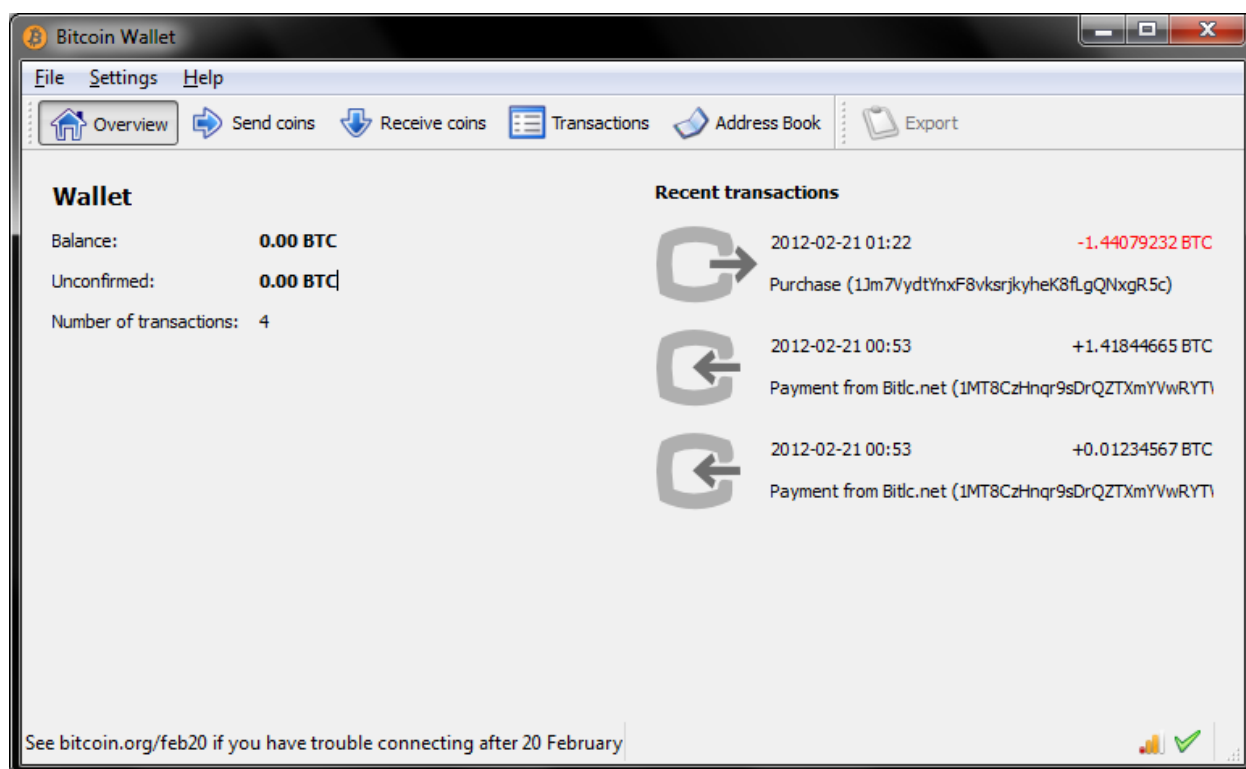 Bitcoin Wallet
File Settings Help
Overview Send coins Receive coins Transactions Address Book Export
Wallet
Balance: 0.00 BTC
Unconfirmed: 0.00 BTC
Number of transactions: 4
Recent transactions
2012-02-21 01:22 -1.44079232 BTC
Purchase (1Jm7VydtYnxF8vksrjkyheK8fLgQNxgR5c)
2012-02-21 00:53 +1.41844665 BTC
Payment from Bitlc.net (1MT8CzHnqr9sDrQZTXmYVwRYT
2012-02-21 00:53 +0.01234567 BTC
Payment from Bitlc.net (1MT8CzHnqr9sDrQZTXmYVwRYT
See bitcoin.org/feb20 if you have trouble connecting after 20 February